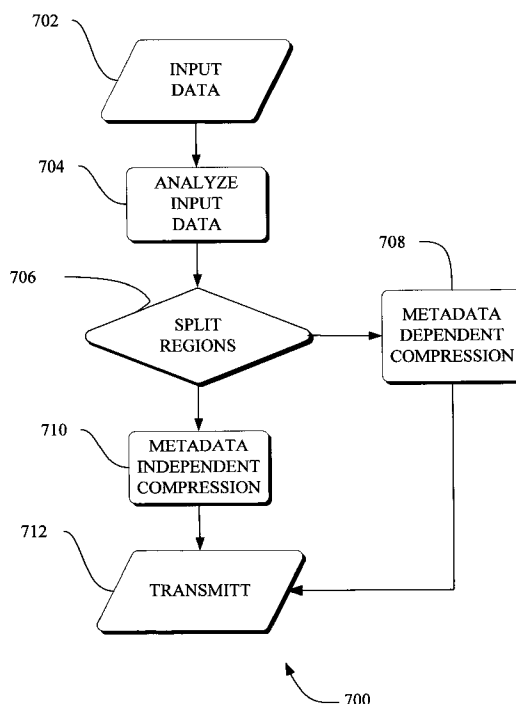 702
INPUT
DATA
704
ANALYZE
INPUT
DATA
706
SPLIT
REGIONS
708
METADATA
DEPENDENT
COMPRESSION
710
METADATA
INDEPENDENT
COMPRESSION
712
TRANSMITT
700